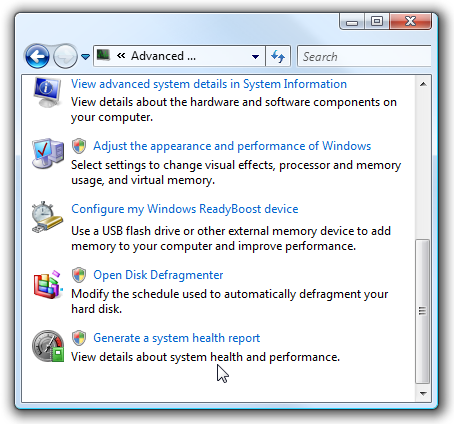 « Advanced ...
Search
View advanced system details in System Information
View details about the hardware and software components on
your computer.
Adjust the appearance and performance of Windows
Select settings to change visual effects, processor and memory
usage, and virtual memory.
Configure my Windows ReadyBoost device
Use a USB flash drive or other external memory device to add
memory to your computer and improve performance.
Open Disk Defragmenter
Modify the schedule used to automatically defragment your
hard disk.
Generate a system health report
View details about system health and performance.